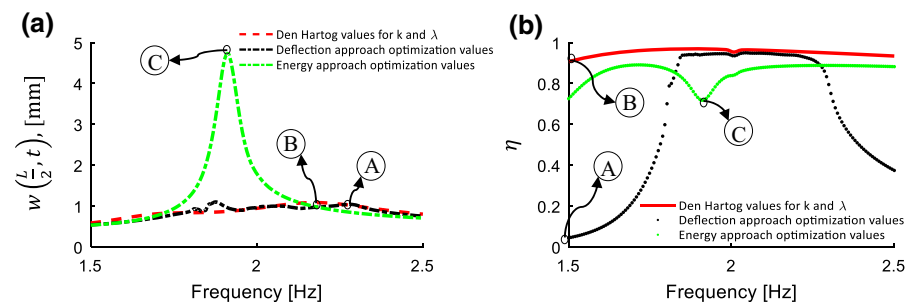 (a)
w (L/2, t), [mm]
5
4
3
2
1
0
1.5
2
2.5
Frequency [Hz]
Den Hartog values for k and λ
Deflection approach optimization values
Energy approach optimization values
C
B
A
(b)
η
1
0.8
0.6
0.4
0.2
0
1.5
2
2.5
Frequency [Hz]
B
C
A
Den Hartog values for k and λ
Deflection approach optimization values
Energy approach optimization values